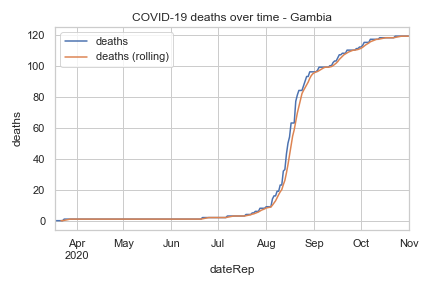 COVID-19 deaths over time - Gambia
deaths
deaths (rolling)
120
100
80
60
40
20
0
deaths
Apr May Jun Jul Aug Sep Oct Nov
2020
dateRep